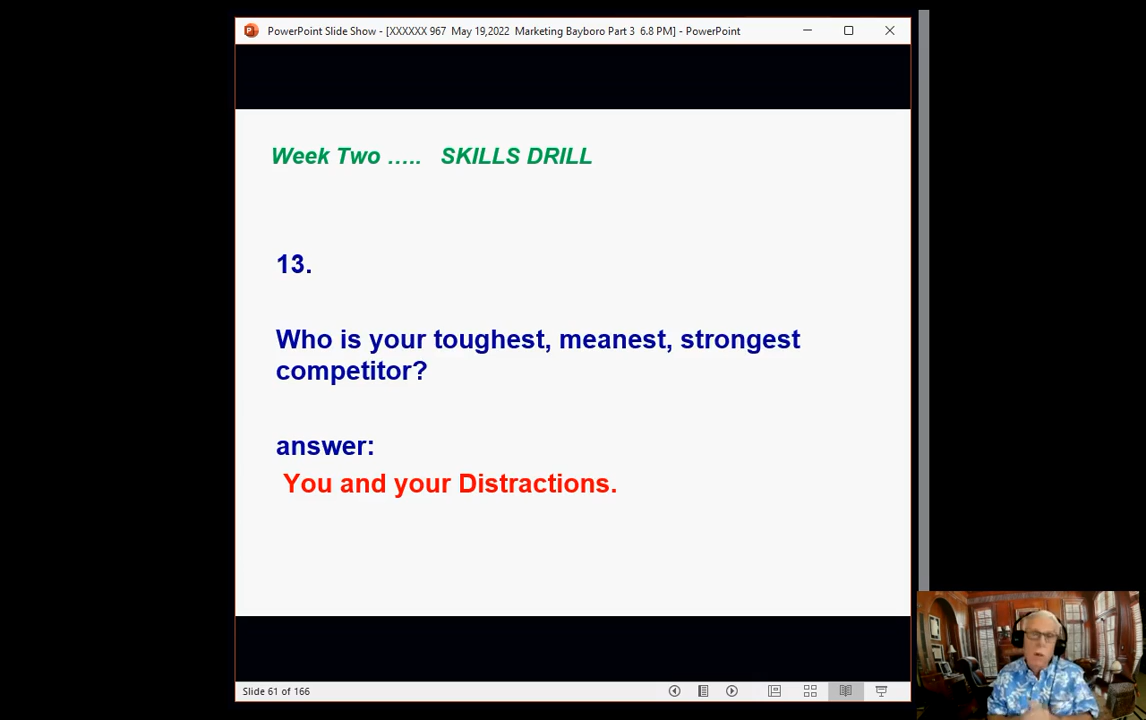 PowerPoint Slide Show - [XXXXXX 967  May 19,2022  Marketing Bayboro Part 3  6.8 PM] - PowerPoint
Week Two .....   SKILLS DRILL
13.
Who is your toughest, meanest, strongest
competitor?
answer:
You and your Distractions.
Slide 61 of 166